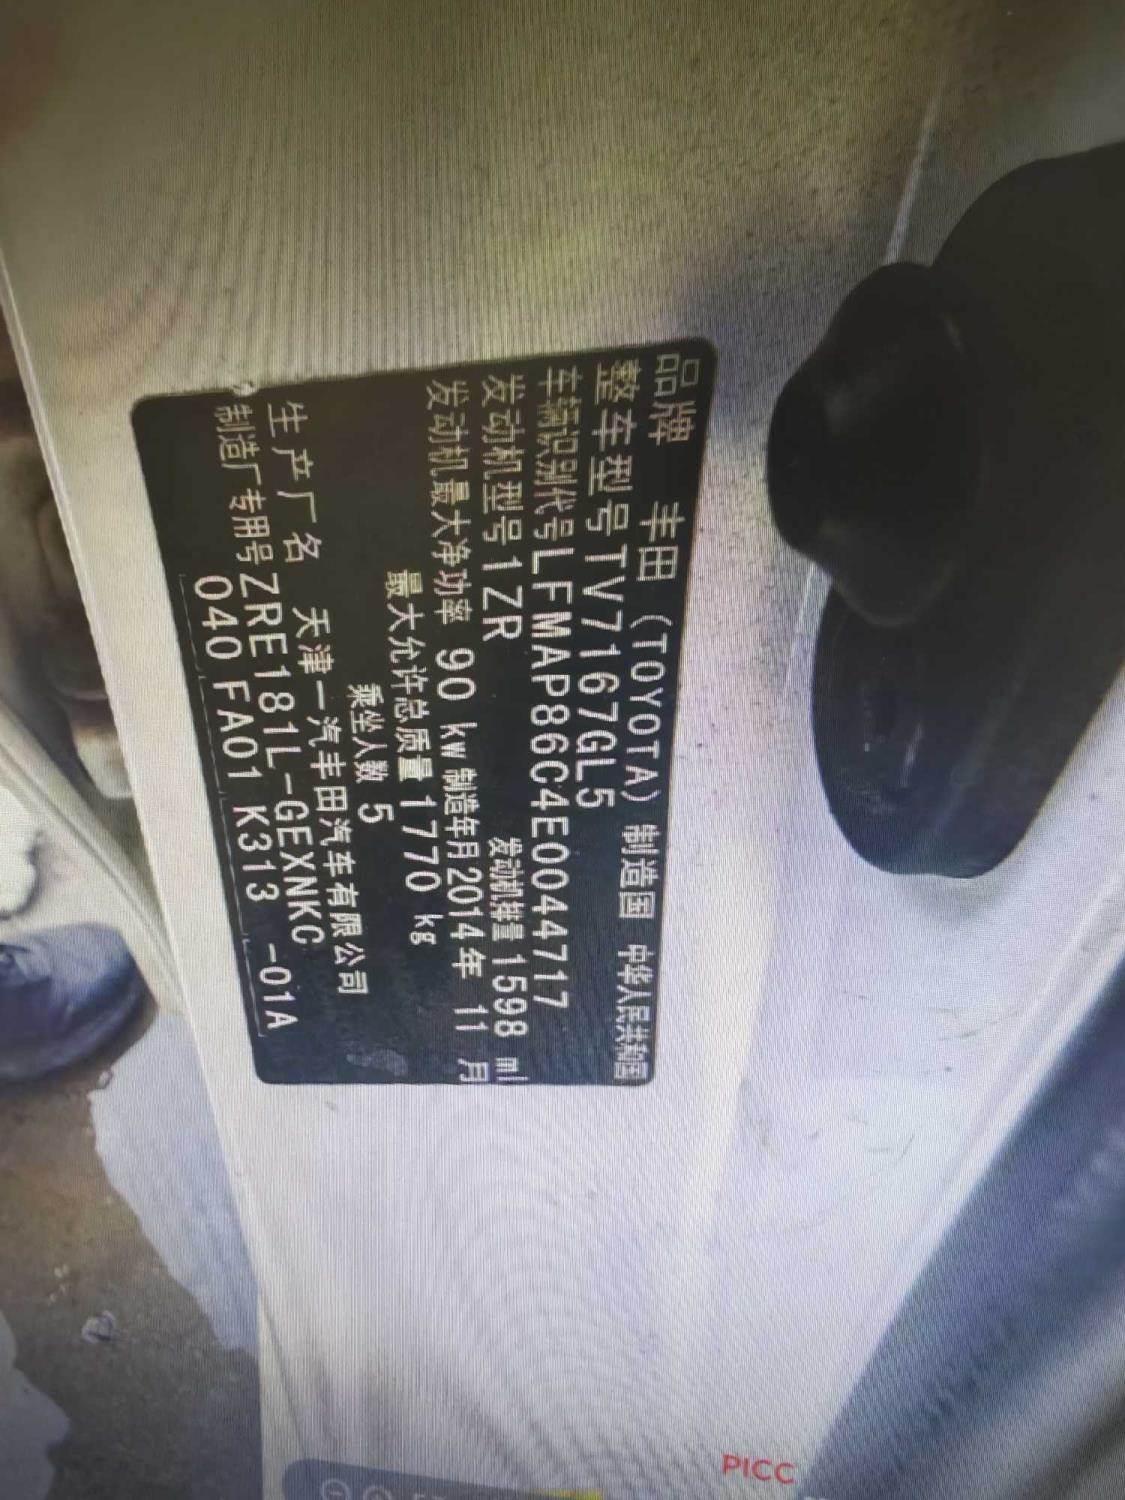 品牌 丰田 (TOYOTA) 制造国 中华人民共和国
整车型号 TV7167GL5
车辆识别代号 LFMAP86C4E0044717
发动机型号 1ZR 发动机排量 1598 ml
发动机最大净功率 90 kw 制造年月 2014年 11 月
最大允许总质量 1770 kg
乘坐人数 5
生产厂名 天津一汽丰田汽车有限公司
制造厂专用号 ZRE181L-GEXNKC
040 FA01 K313 -01A
PICC